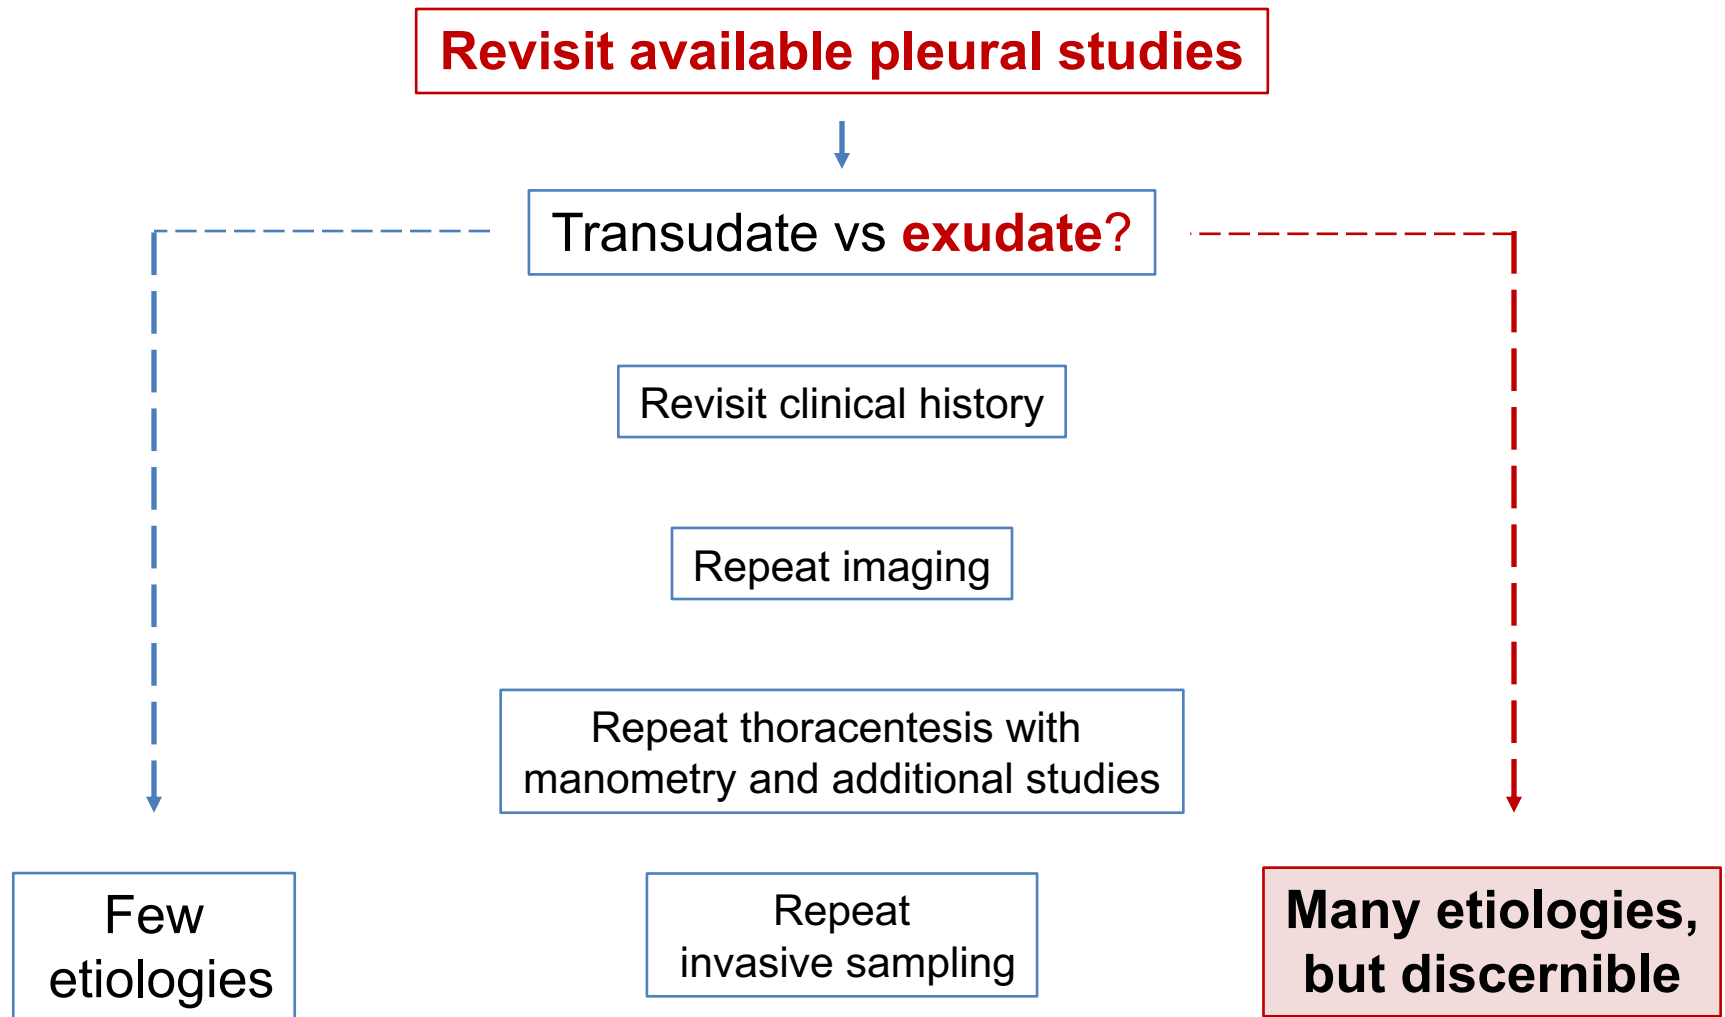 Revisit available pleural studies
Transudate vs exudate?
Revisit clinical history
Repeat imaging
Repeat thoracentesis with
manometry and additional studies
Few
etiologies
Repeat
invasive sampling
Many etiologies,
but discernible